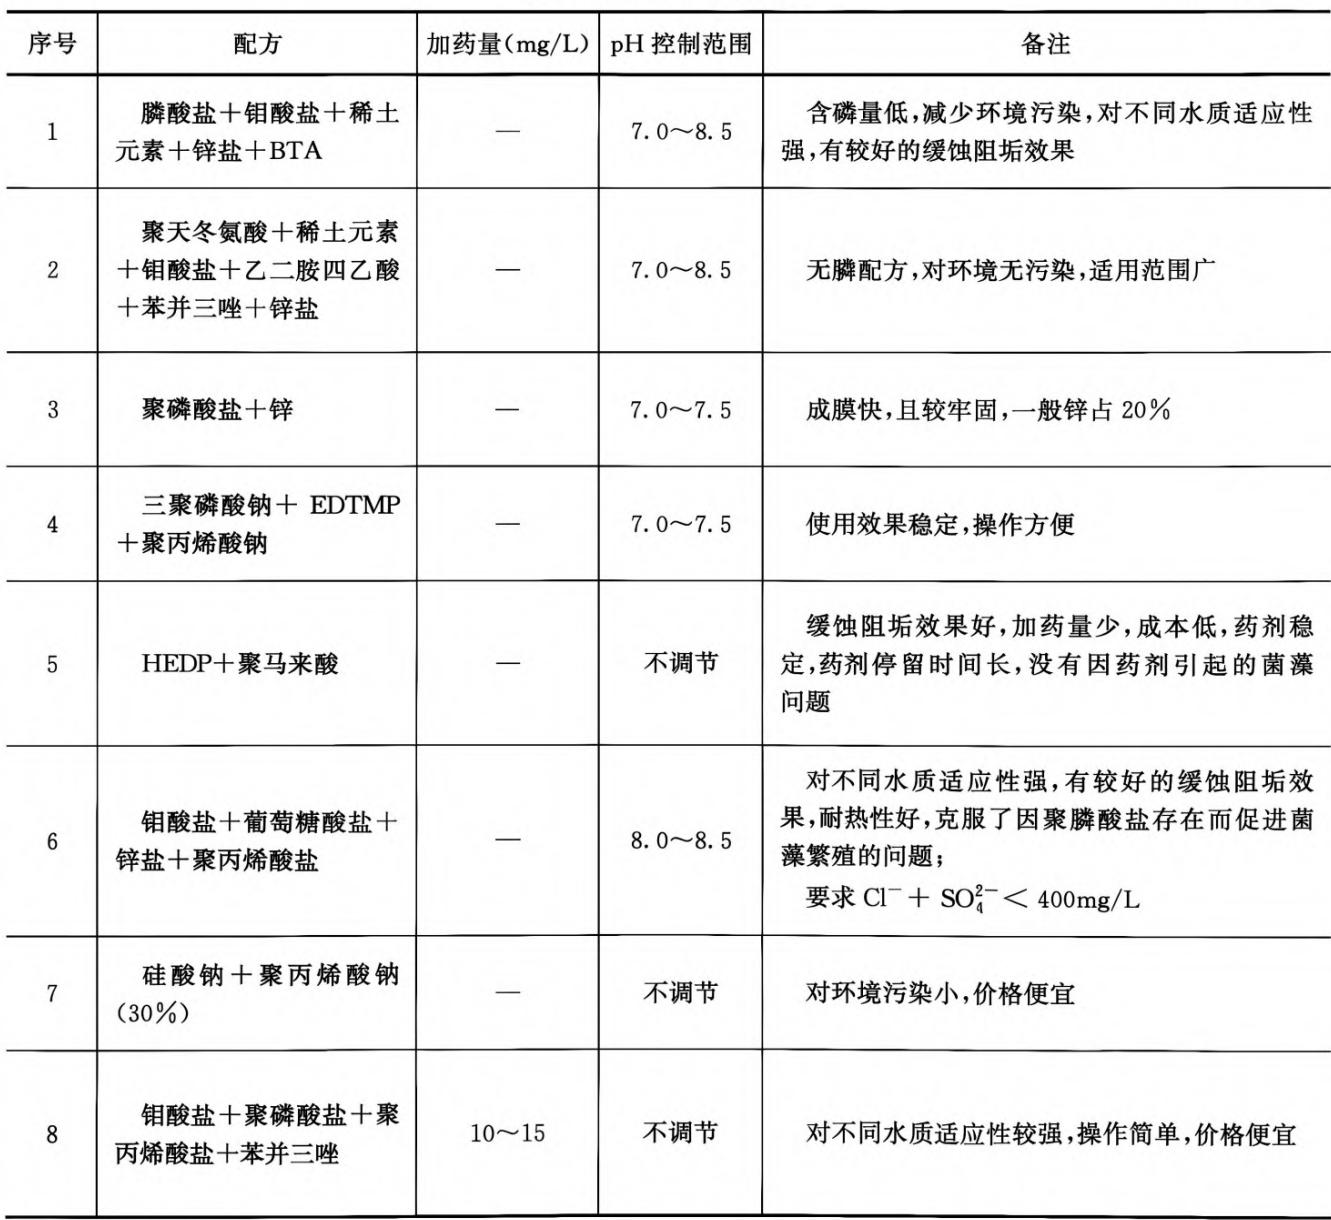 序号 配方 加药量(mg/L) pH 控制范围 备注
1 膦酸盐＋钼酸盐＋稀土 — 7.0～8.5 含磷量低,减少环境污染,对不同水质适应性
元素＋锌盐＋BTA 强,有较好的缓蚀阻垢效果
聚天冬氨酸＋稀土元素
2 ＋钼酸盐＋乙二胺四乙酸 — 7.0～8.5 无膦配方,对环境无污染,适用范围广
＋苯并三唑＋锌盐
3 聚磷酸盐＋锌 — 7.0～7.5 成膜快,且较牢固,一般锌占 20%
4 三聚磷酸钠＋ EDTMP — 7.0～7.5 使用效果稳定,操作方便
＋聚丙烯酸钠
缓蚀阻垢效果好,加药量少,成本低,药剂稳
5 HEDP＋聚马来酸 — 不调节 定,药剂停留时间长,没有因药剂引起的菌藻
问题
对不同水质适应性强,有较好的缓蚀阻垢效
6 钼酸盐＋葡萄糖酸盐＋ — 8.0～8.5 果,耐热性好,克服了因聚膦酸盐存在而促进菌
锌盐＋聚丙烯酸盐 藻繁殖的问题;
要求 Cl⁻＋ SO₄²⁻＜ 400mg/L
7 硅酸钠＋聚丙烯酸钠 — 不调节 对环境污染小,价格便宜
(30%)
8 钼酸盐＋聚磷酸盐＋聚 10～15 不调节 对不同水质适应性较强,操作简单,价格便宜
丙烯酸盐＋苯并三唑